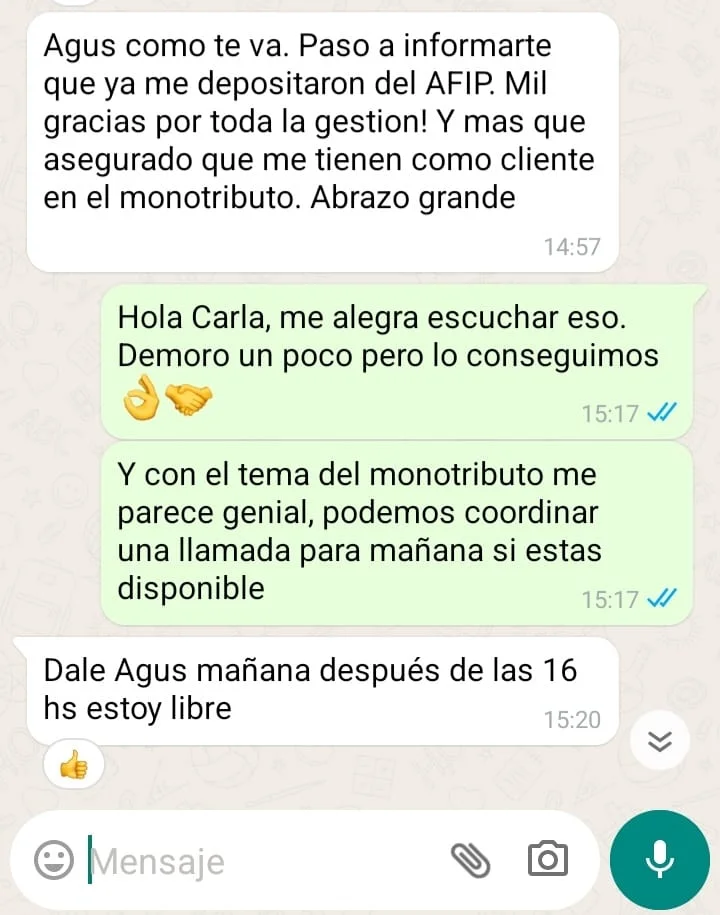 Agus como te va. Paso a informarte
que ya me depositaron del AFIP. Mil
gracias por toda la gestion! Y mas que
asegurado que me tienen como cliente
en el monotributo. Abrazo grande
14:57
Hola Carla, me alegra escuchar eso.
Demoro un poco pero lo conseguimos
👌🤝
15:17
Y con el tema del monotributo me
parece genial, podemos coordinar
una llamada para mañana si estas
disponible
15:17
Dale Agus mañana después de las 16
hs estoy libre
15:20
👍
Mensaje